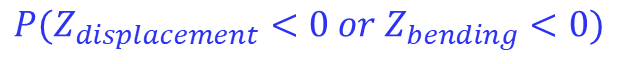 P(Z_displacement < 0 or Z_bending < 0)